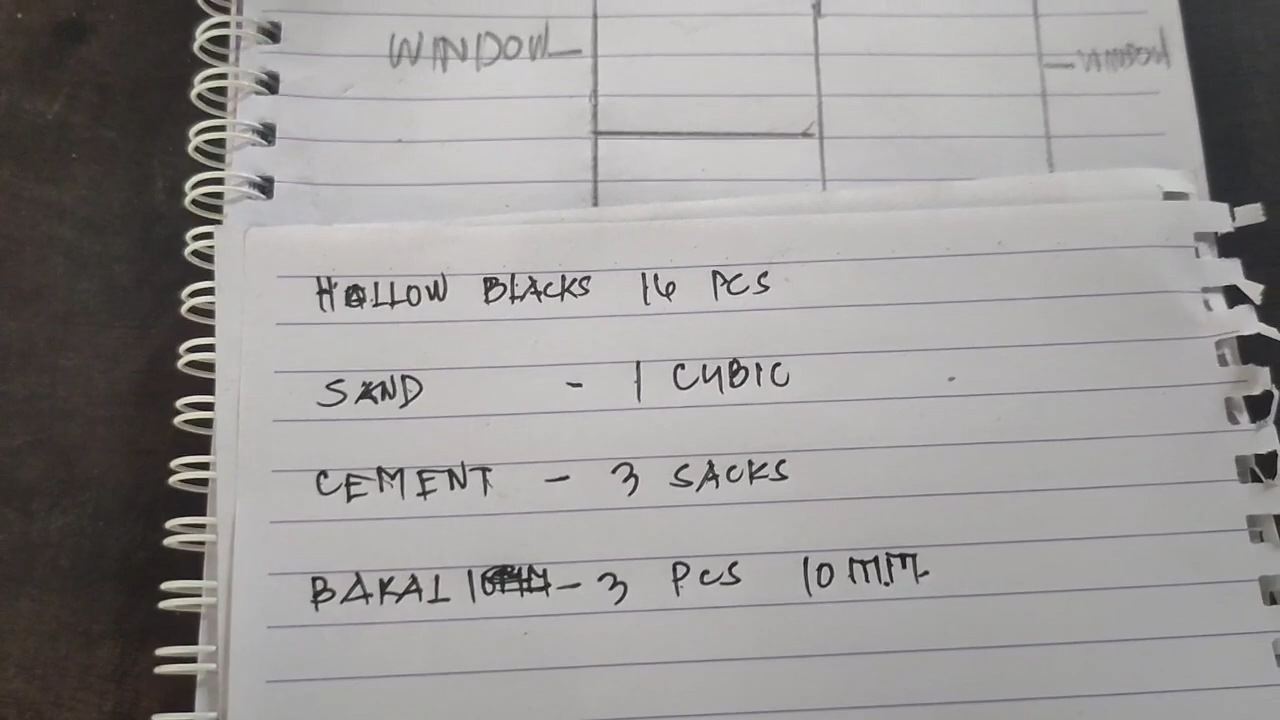 WINDOW
WINDOW
HOLLOW BLACKS 16 PCS
SAND - 1 CUBIC
CEMENT - 3 SACKS
BAKAL - 3 PCS 10 MM